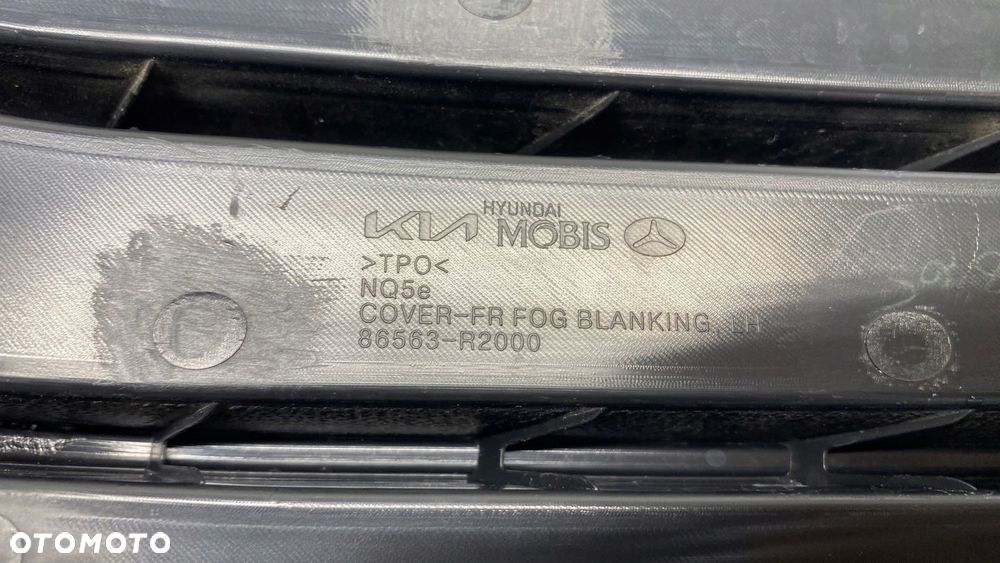 KIA HYUNDAI MOBIS
>TPO<
NQ5e
COVER-FR FOG BLANKING, LH
86563-R2000
OTOMOTO